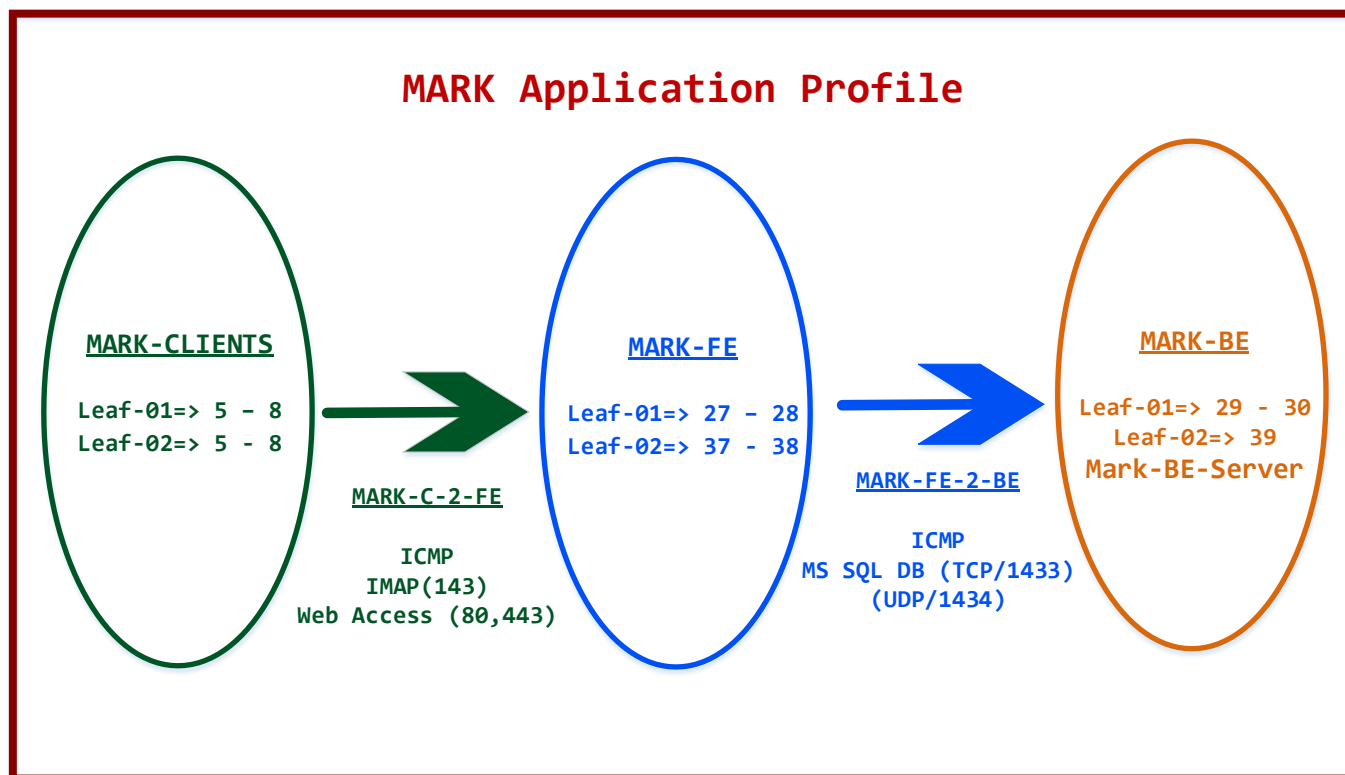 MARK Application Profile
MARK-CLIENTS
Leaf-01=> 5 – 8
Leaf-02=> 5 - 8
MARK-C-2-FE
ICMP
IMAP(143)
Web Access (80,443)
MARK-FE
Leaf-01=> 27 – 28
Leaf-02=> 37 - 38
MARK-FE-2-BE
ICMP
MS SQL DB (TCP/1433)
(UDP/1434)
MARK-BE
Leaf-01=> 29 - 30
Leaf-02=> 39
Mark-BE-Server